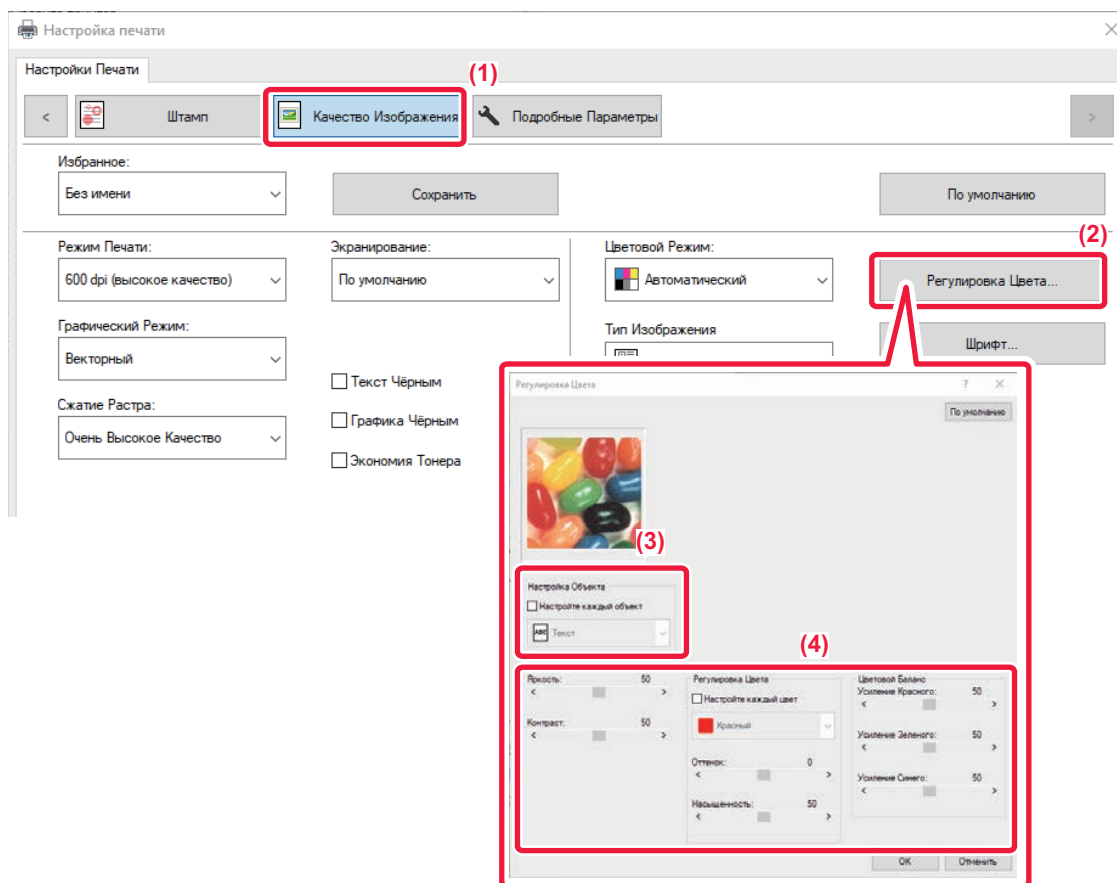 Настройка печати
Настройки Печати
(1)
<
Штамп
Качество Изображения
Подробные Параметры
>
Избранное:
Без имени
Сохранить
По умолчанию
(2)
Режим Печати:
Экранирование:
Цветовой Режим:
600 dpi (высокое качество)
По умолчанию
Автоматический
Регулировка Цвета...
Графический Режим:
Тип Изображения
Векторный
Шрифт...
Текст Чёрным
Сжатие Растра:
Графика Чёрным
Очень Высокое Качество
Экономия Тонера
Регулировка Цвета
?
По умолчанию
(3)
Настройка Объекта
Настройте каждый объект
ABC Текст
(4)
Яркость: 50
Контраст: 50
Регулировка Цвета
Настройте каждый цвет
Красный
Оттенок: 0
Насыщенность: 50
Цветовой Баланс
Усиление Красного: 50
Усиление Зеленого: 50
Усиление Синего: 50
OK
Отменить